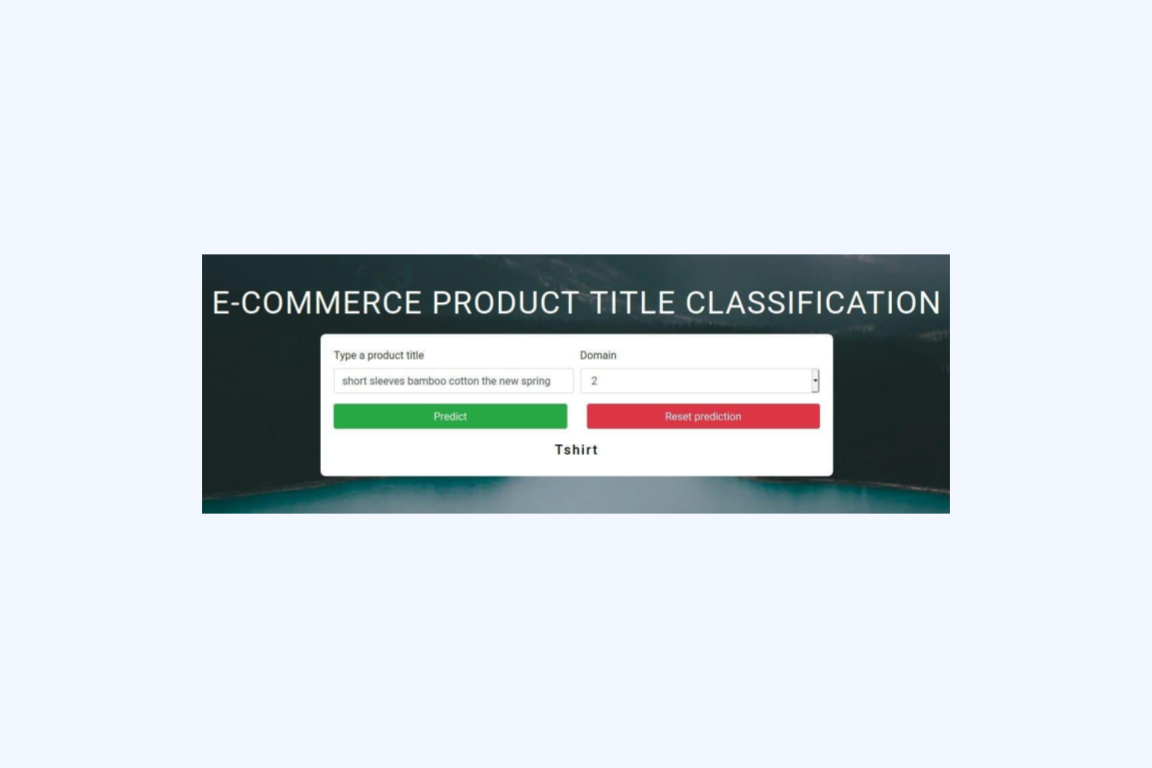 E-COMMERCE PRODUCT TITLE CLASSIFICATION
Type a product title
Domain
short sleeves bamboo cotton the new spring
2
Predict
Reset prediction
Tshirt